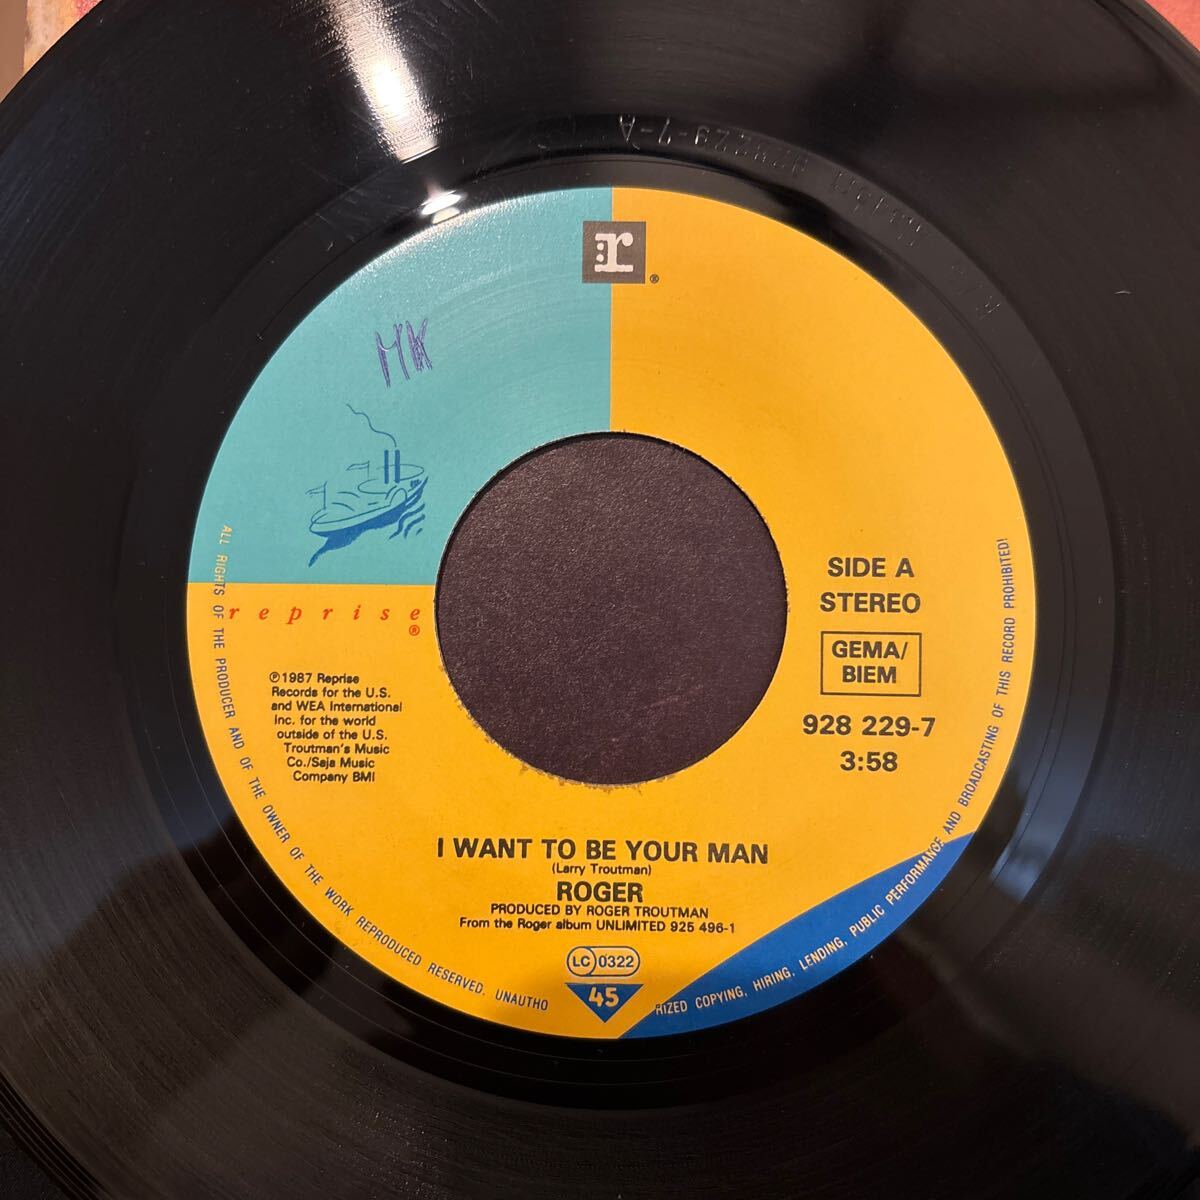 r®
MK
reprise
®
℗1987 Reprise
Records for the U.S.
and WEA International
Inc. for the world
outside of the U.S.
Troutman's Music
Co./Saja Music
Company BMI
SIDE A
STEREO
GEMA/
BIEM
928 229-7
3:58
I WANT TO BE YOUR MAN
(Larry Troutman)
ROGER
PRODUCED BY ROGER TROUTMAN
From the Roger album UNLIMITED 925 496-1
LC 0322
45
ALL RIGHTS OF THE PRODUCER AND OF THE OWNER OF THE WORK REPRODUCED RESERVED. UNAUTHO RIZED COPYING, HIRING, LENDING, PUBLIC PERFORMANCE AND BROADCASTING OF THIS RECORD PROHIBITED!